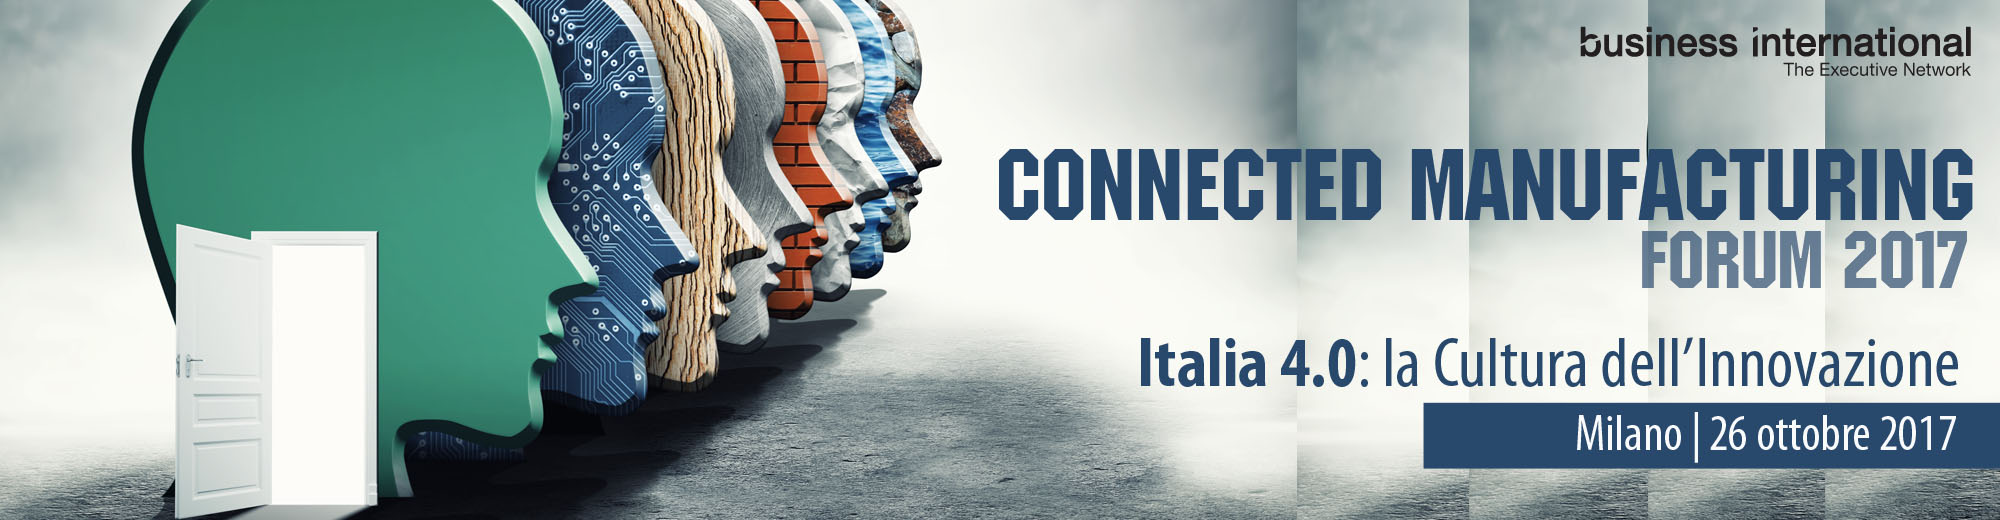 business international
The Executive Network
CONNECTED MANUFACTURING
FORUM 2017
Italia 4.0: la Cultura dell’Innovazione
Milano | 26 ottobre 2017